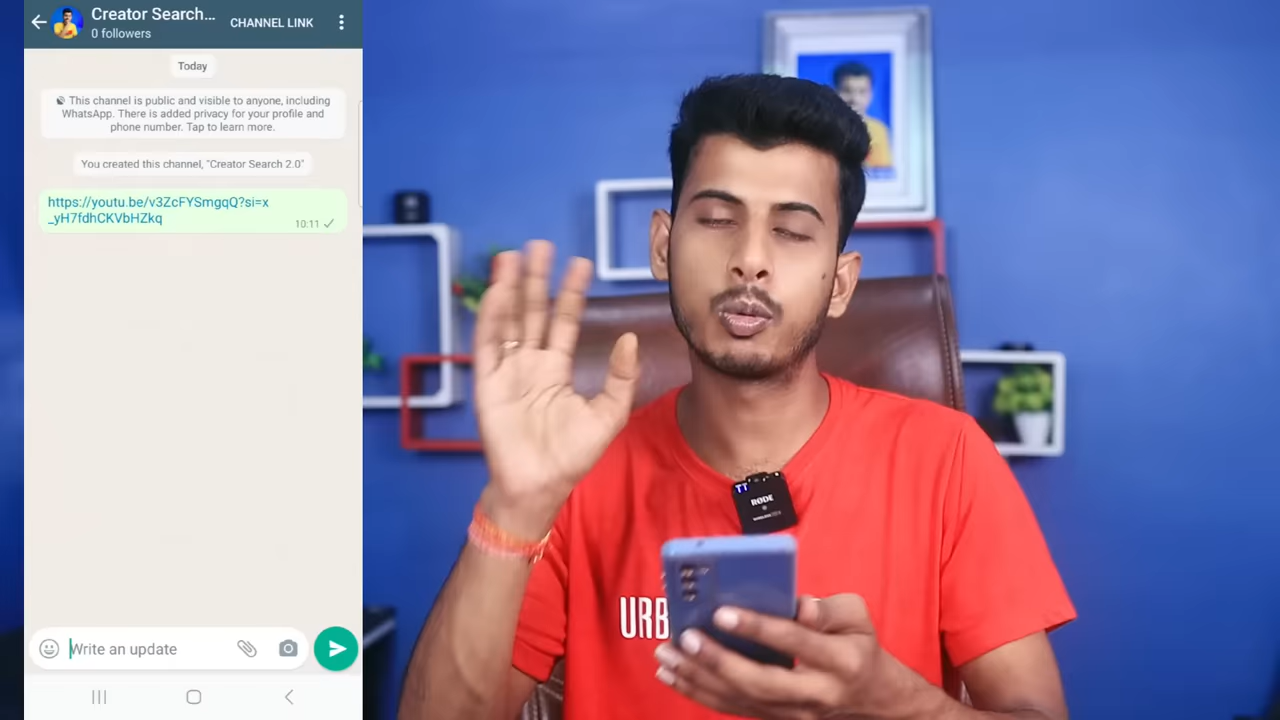 Creator Search...
0 followers
CHANNEL LINK
Today
This channel is public and visible to anyone, including
WhatsApp. There is added privacy for your profile and
phone number. Tap to learn more.
You created this channel, "Creator Search 2.0"
https://youtu.be/v3ZcFYSmgqQ?si=x
_yH7fdhCKVbHZkq
10:11
Write an update
TT
RØDE
URB